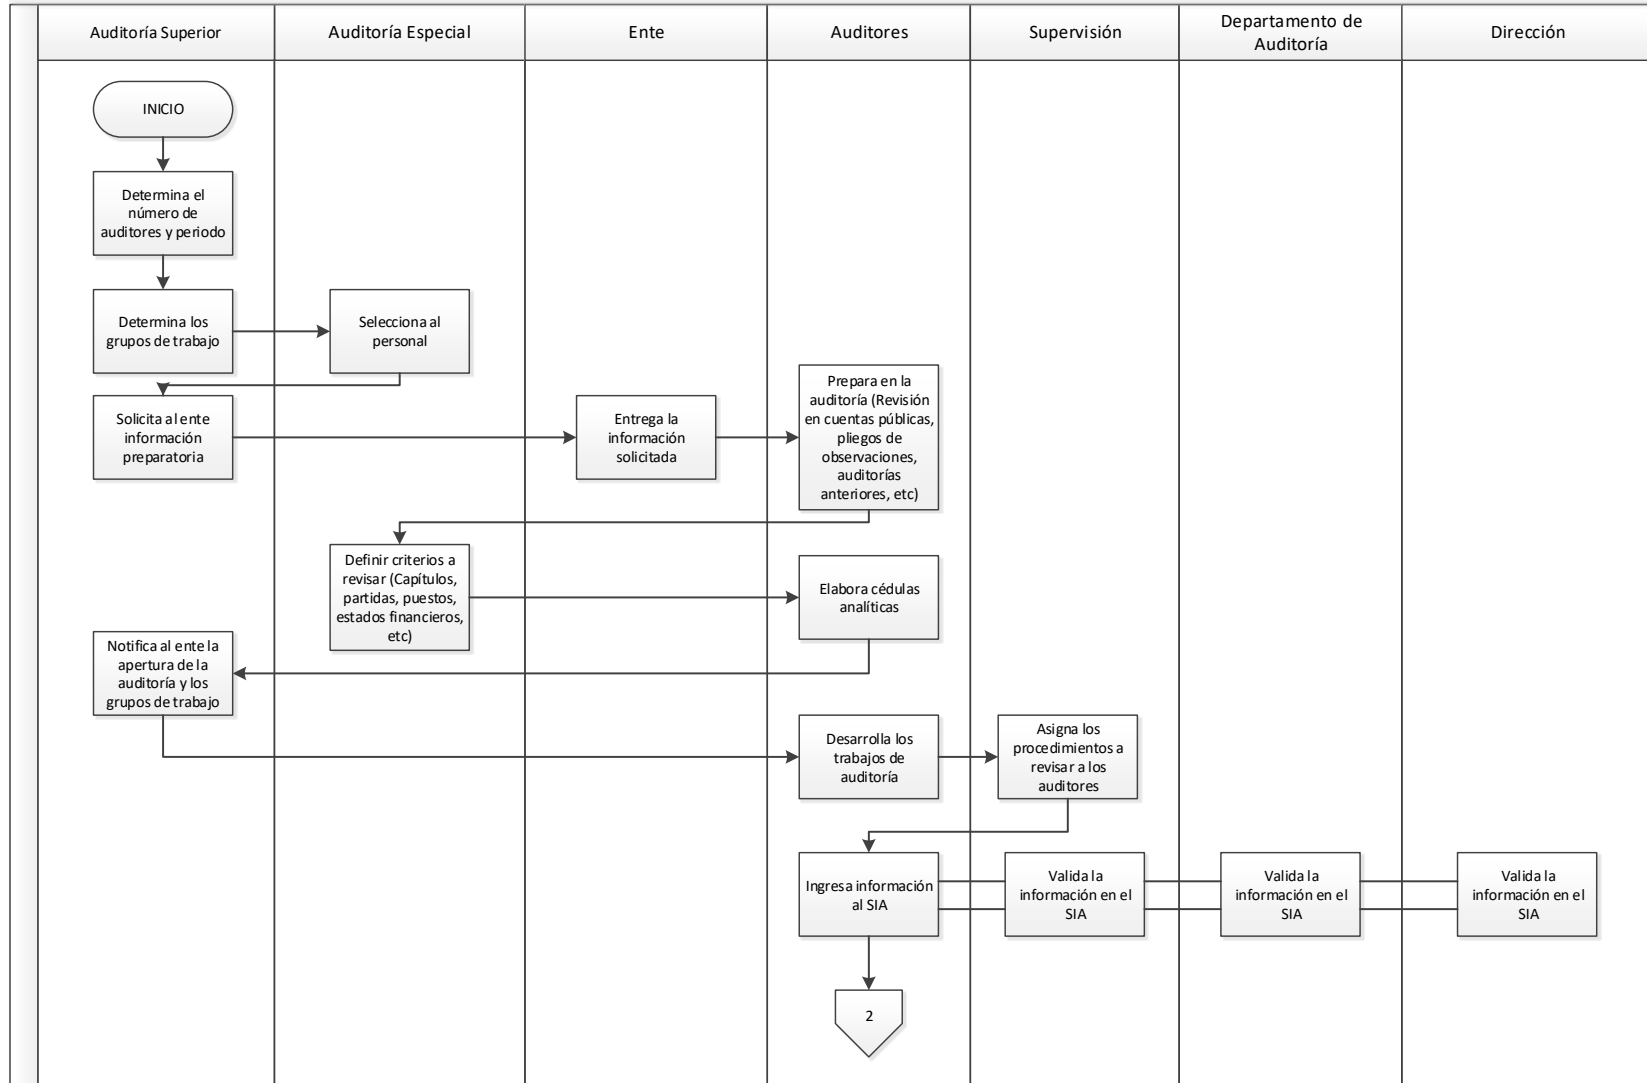 Auditoría Superior
Auditoría Especial
Ente
Auditores
Supervisión
Departamento de
Auditoría
Dirección
INICIO
Determina el
número de
auditores y periodo
Determina los
grupos de trabajo
Selecciona al
personal
Solicita al ente
información
preparatoria
Entrega la
información
solicitada
Prepara en la
auditoría (Revisión
en cuentas públicas,
pliegos de
observaciones,
auditorías
anteriores, etc)
Definir criterios a
revisar (Capítulos,
partidas, puestos,
estados financieros,
etc)
Elabora cédulas
analíticas
Notifica al ente la
apertura de la
auditoría y los
grupos de trabajo
Desarrolla los
trabajos de
auditoría
Asigna los
procedimientos a
revisar a los
auditores
Ingresa información
al SIA
Valida la
información en el
SIA
Valida la
información en el
SIA
Valida la
información en el
SIA
2